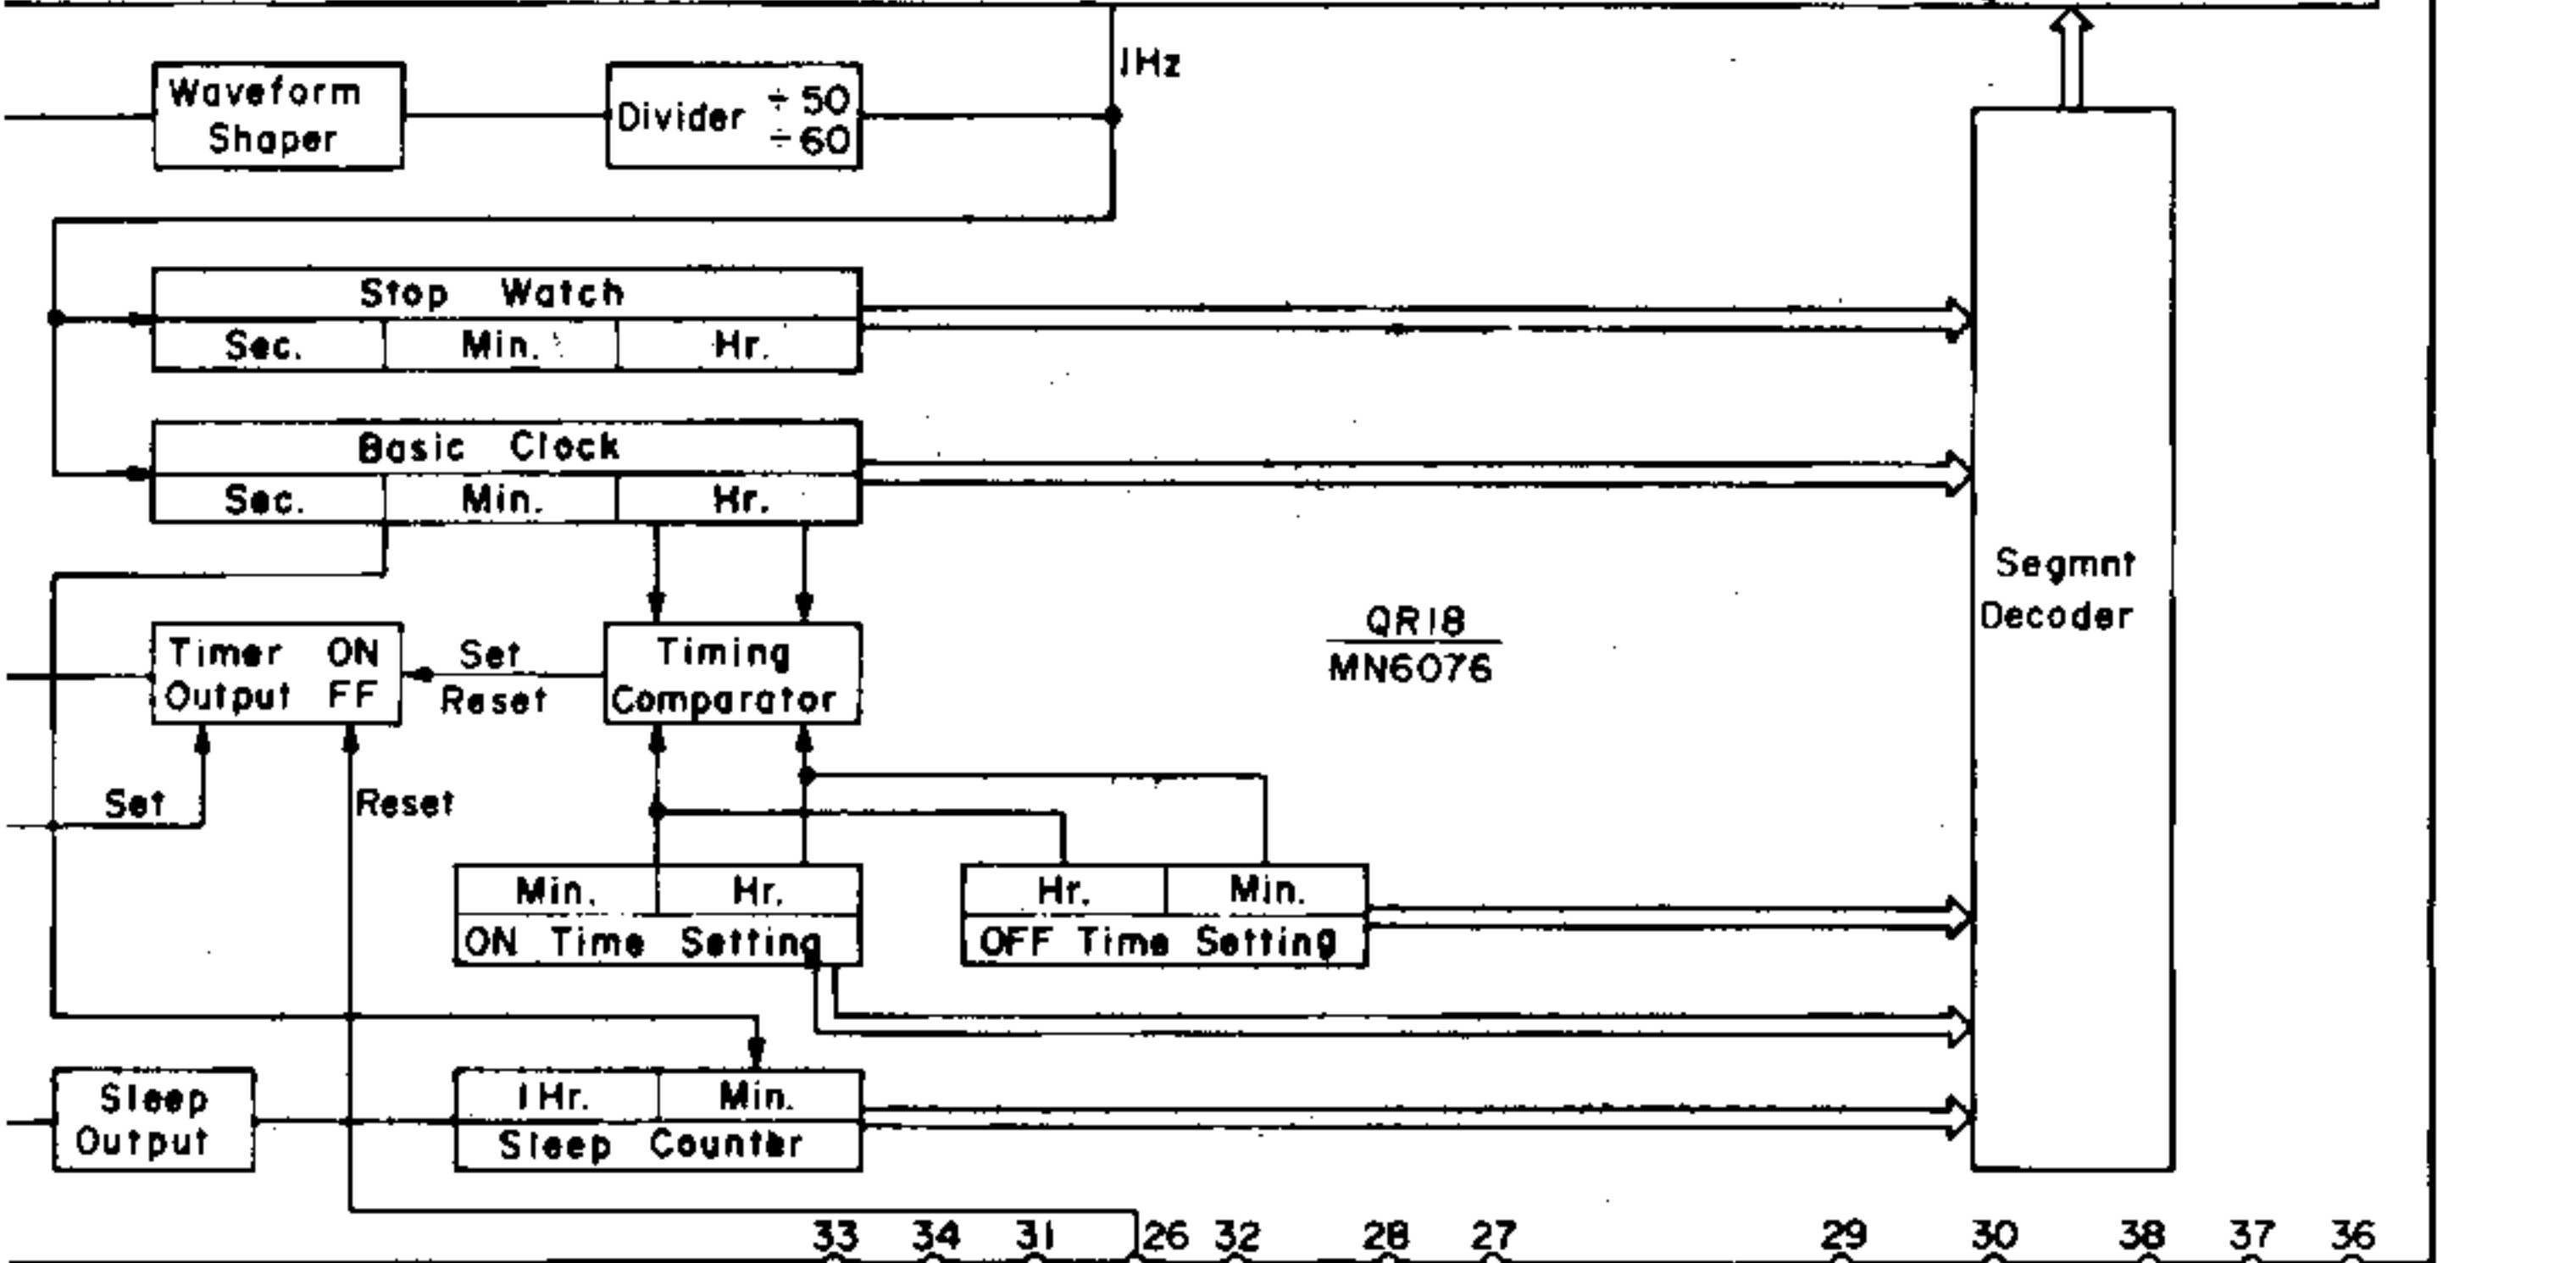 1Hz
Waveform
Shaper
Divider ÷50
÷60
Stop Watch
Sec. Min. Hr.
Basic Clock
Sec. Min. Hr.
Segmnt
Decoder
QR18
MN6076
Timer ON
Output FF
Set
Reset
Timing
Comparator
Set
Reset
Min. Hr.
ON Time Setting
Hr. Min.
OFF Time Setting
Sleep
Output
1Hr. Min.
Sleep Counter
33 34 31 26 32 28 27 29 30 38 37 36